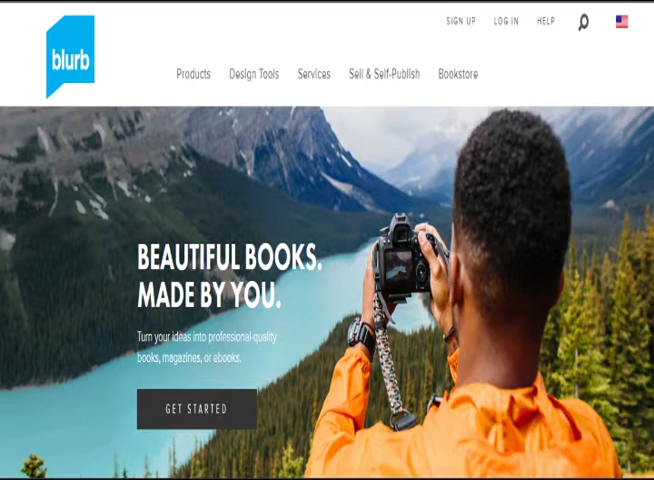 SIGN UP LOG IN HELP
blurb
Products Design Tools Services Sell & Self-Publish Bookstore
BEAUTIFUL BOOKS.
MADE BY YOU.
Turn your ideas into professional-quality
books, magazines, or ebooks.
GET STARTED